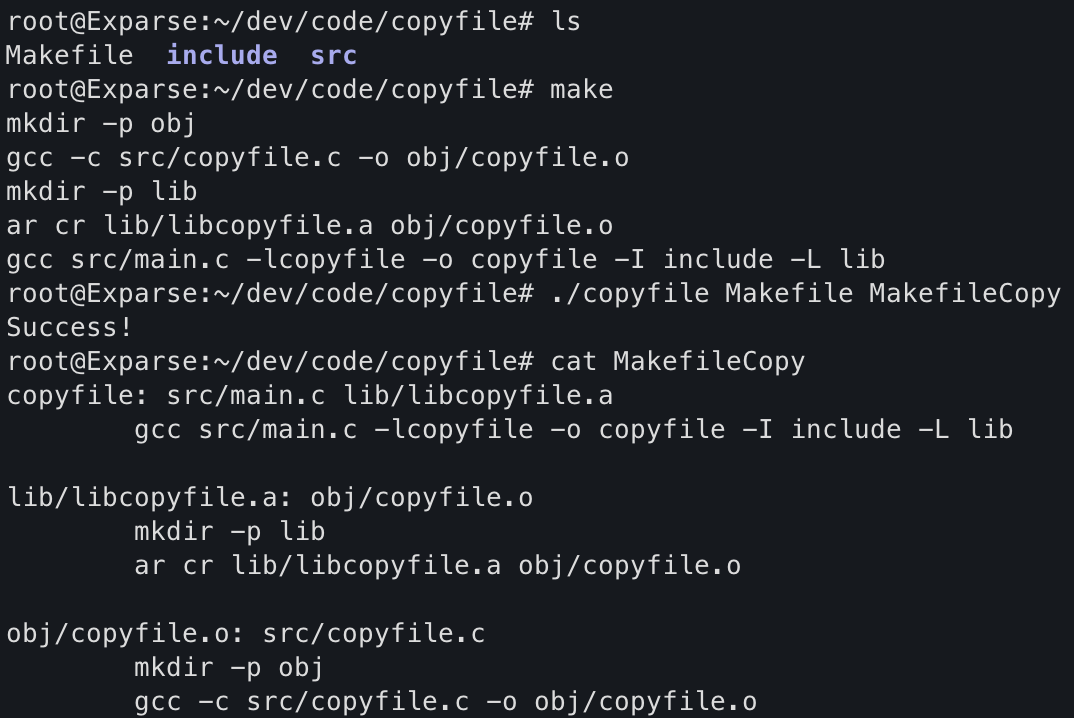 root@Exparse:~/dev/code/copyfile# ls
Makefile  include  src
root@Exparse:~/dev/code/copyfile# make
mkdir -p obj
gcc -c src/copyfile.c -o obj/copyfile.o
mkdir -p lib
ar cr lib/libcopyfile.a obj/copyfile.o
gcc src/main.c -lcopyfile -o copyfile -I include -L lib
root@Exparse:~/dev/code/copyfile# ./copyfile Makefile MakefileCopy
Success!
root@Exparse:~/dev/code/copyfile# cat MakefileCopy
copyfile: src/main.c lib/libcopyfile.a
        gcc src/main.c -lcopyfile -o copyfile -I include -L lib

lib/libcopyfile.a: obj/copyfile.o
        mkdir -p lib
        ar cr lib/libcopyfile.a obj/copyfile.o

obj/copyfile.o: src/copyfile.c
        mkdir -p obj
        gcc -c src/copyfile.c -o obj/copyfile.o